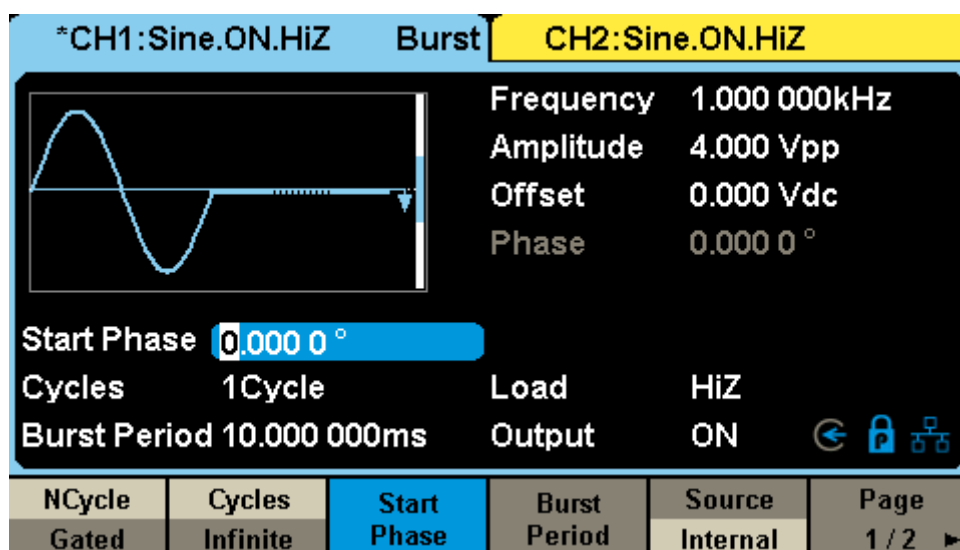 *CH1:Sine.ON.HiZ Burst CH2:Sine.ON.HiZ
Frequency 1.000 000kHz
Amplitude 4.000 Vpp
Offset 0.000 Vdc
Phase 0.000 0 °
Start Phase 0.000 0 °
Cycles 1Cycle Load HiZ
Burst Period 10.000 000ms Output ON P
NCycle Cycles Start Burst Source Page
Gated Infinite Phase Period Internal 1/2 ►